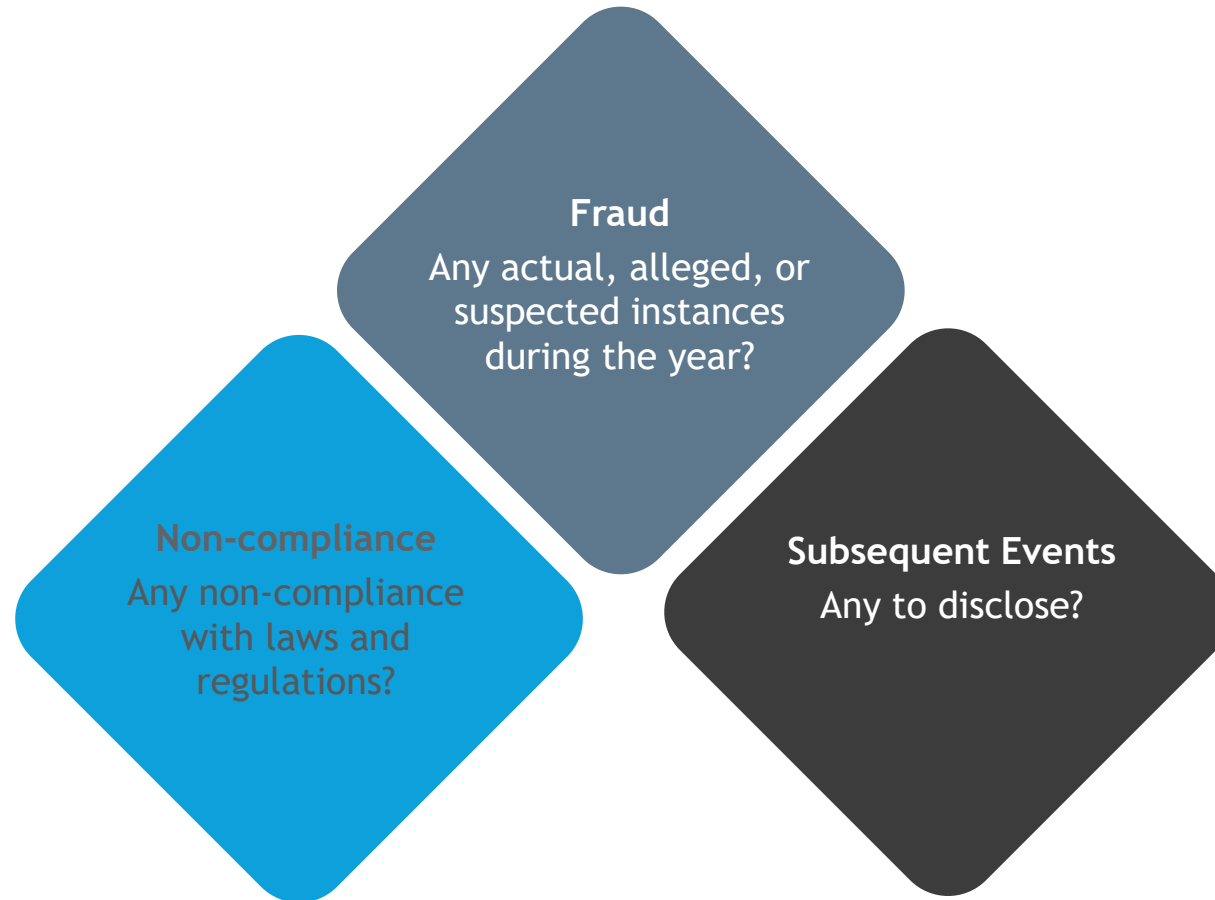 Fraud
Any actual, alleged, or
suspected instances
during the year?
Non-compliance
Any non-compliance
with laws and
regulations?
Subsequent Events
Any to disclose?